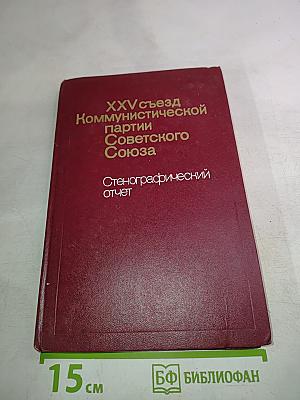 XXV съезд
Коммунистической
партии
Советского
Союза
Стенографический
отчет
15 см
БФ БИБЛИОФАН